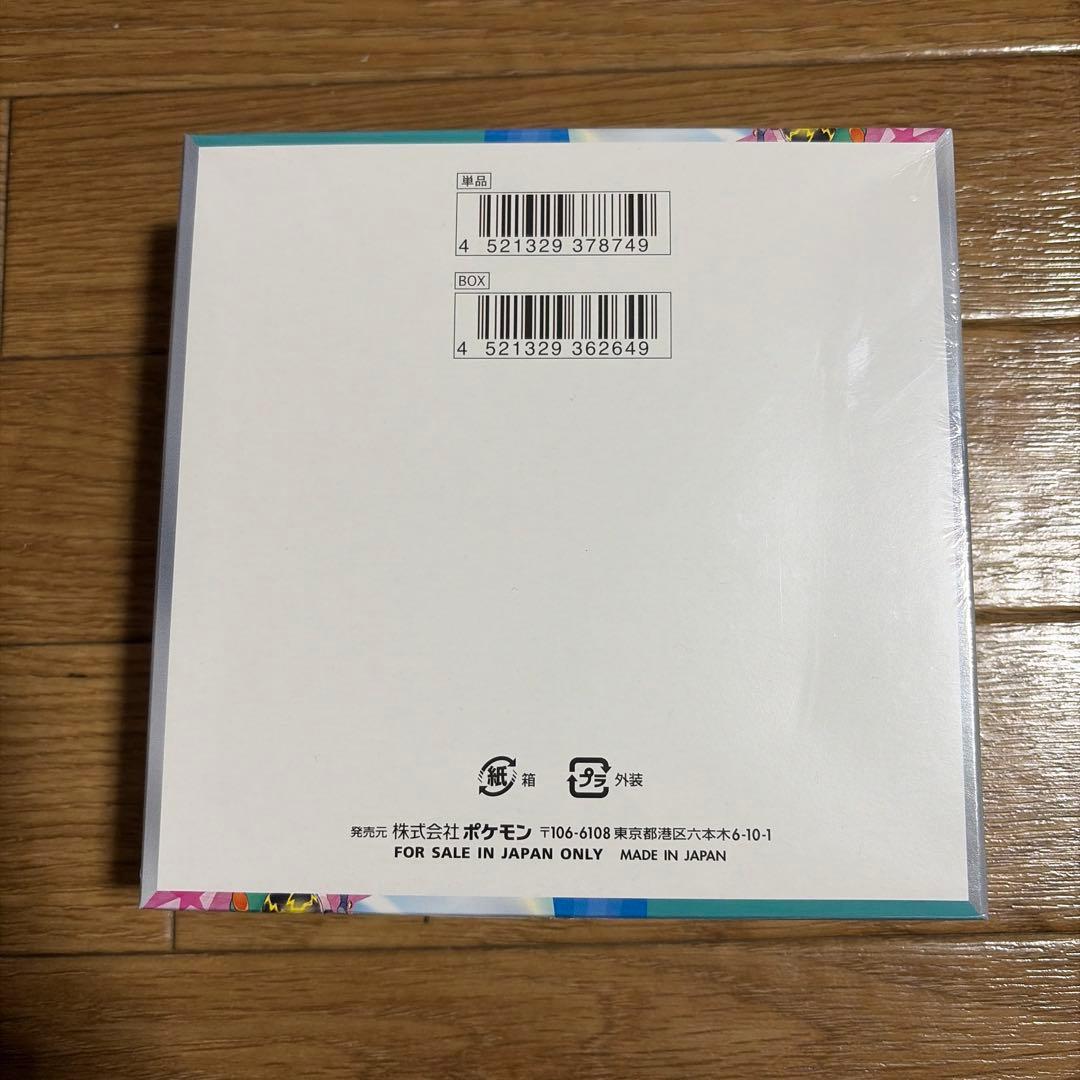 単品
4 521329 378749
BOX
4 521329 362649
紙 箱 プラ 外装
発売元 株式会社 ポケモン 〒106-6108 東京都港区六本木6-10-1
FOR SALE IN JAPAN ONLY MADE IN JAPAN